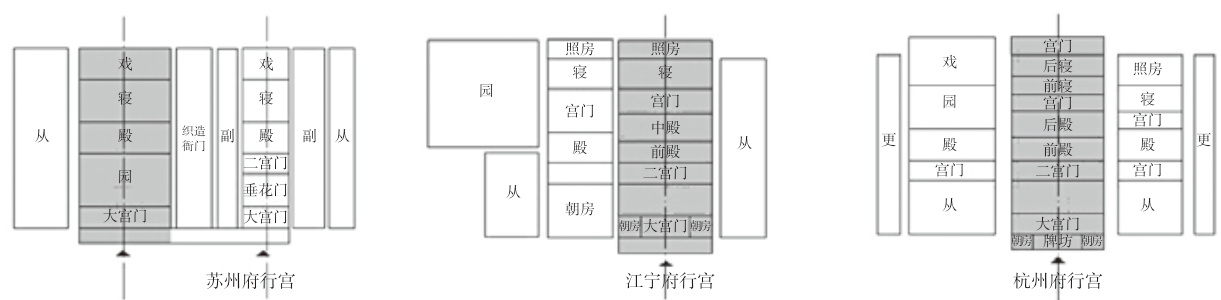 从
戏
寝
殿
园
大宫门
织造
衙门
副
戏
寝
殿
二宫门
垂花门
大宫门
副
从
苏州府行宫
园
从
照房
寝
宫门
殿
朝房
照房
寝
宫门
中殿
前殿
二宫门
朝房 大宫门 朝房
从
江宁府行宫
更
戏
园
殿
宫门
从
宫门
后寝
前寝
宫门
后殿
前殿
二宫门
大宫门
朝房 牌坊 朝房
照房
寝
宫门
殿
宫门
从
更
杭州府行宫